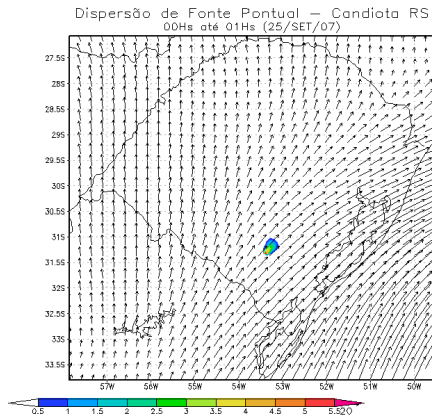 Dispersão de Fonte Pontual – Candiota RS
00Hs até 01Hs (25/SET/07)
27.5S
28S
28.5S
29S
29.5S
30S
30.5S
31S
31.5S
32S
32.5S
33S
33.5S
57W 56W 55W 54W 53W 52W 51W 50W
0.5 1 1.5 2 2.5 3 3.5 4 4.5 5 5.5 20